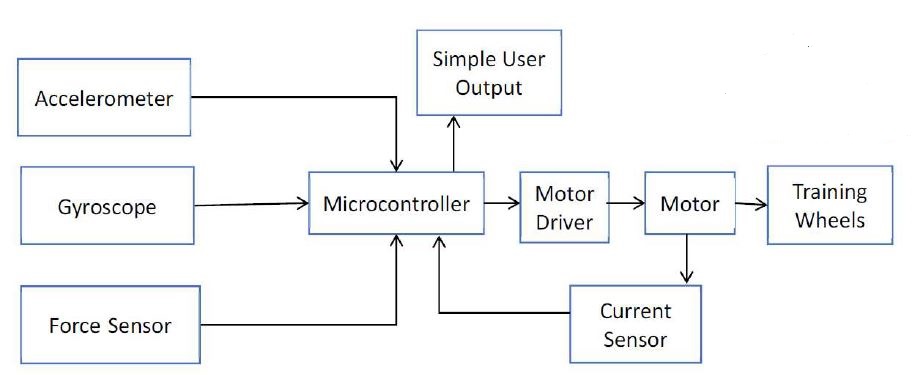 Simple User
Output
Accelerometer
Gyroscope
Microcontroller
Motor
Driver
Motor
Training
Wheels
Force Sensor
Current
Sensor